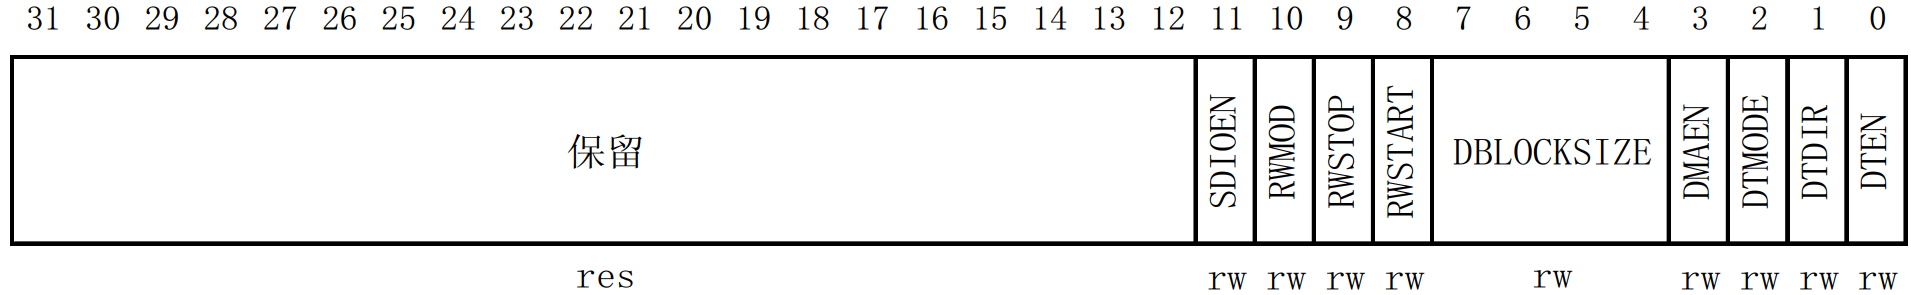 31 30 29 28 27 26 25 24 23 22 21 20 19 18 17 16 15 14 13 12 11 10 9 8 7 6 5 4 3 2 1 0
保留 SDIOEN RWMOD RWSTOP RWSTART DBLOCKSIZE DMAEN DTMODE DTDIR DTEN
res rw rw rw rw rw rw rw rw rw